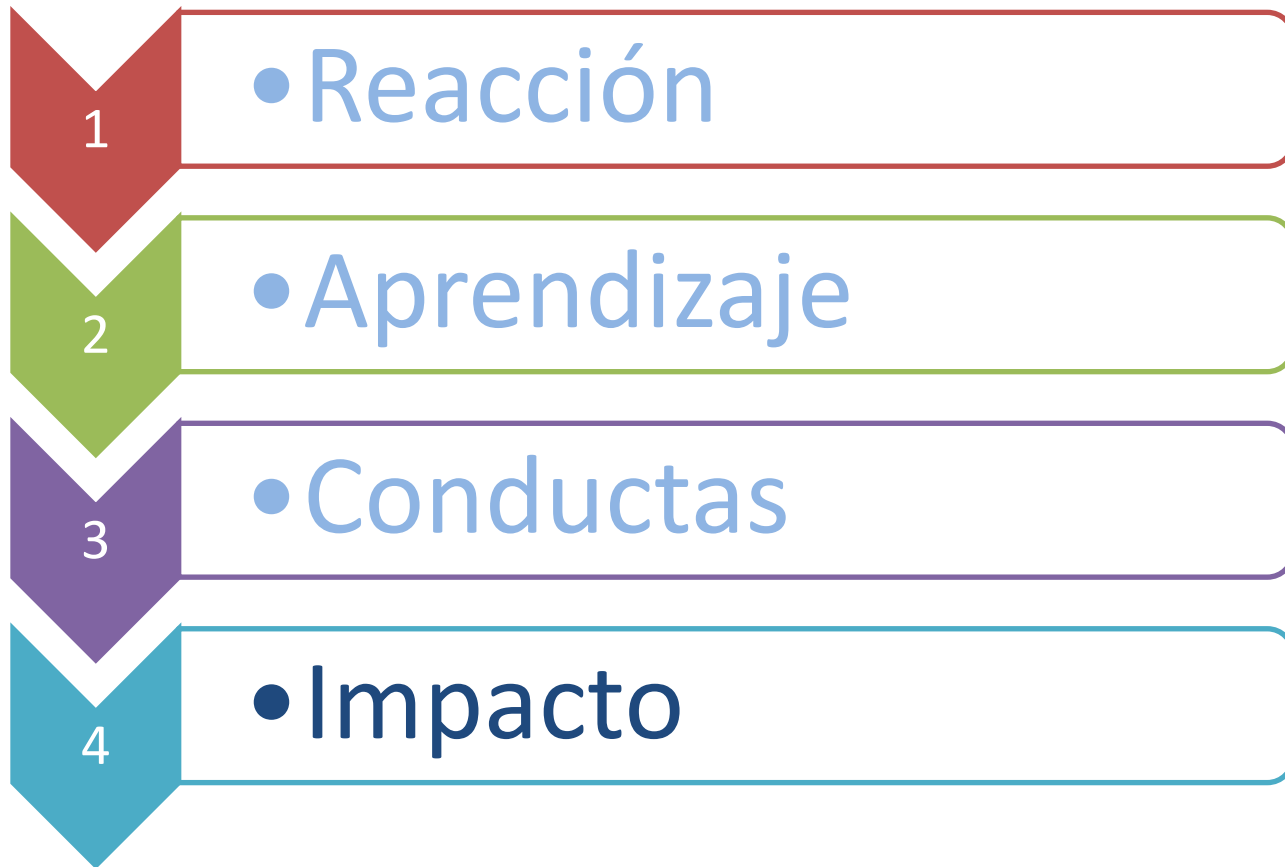 1
•Reacción
2
•Aprendizaje
3
•Conductas
4
•Impacto